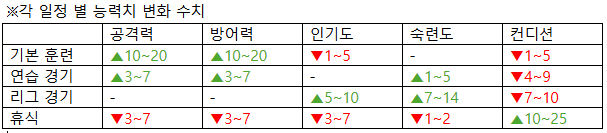 ※각 일정 별 능력치 변화 수치
공격력 방어력 인기도 숙련도 컨디션
기본 훈련 ▲10~20 ▲10~20 ▼1~5 - ▼1~5
연습 경기 ▲3~7 ▲3~7 - ▲1~5 ▼4~9
리그 경기 - - ▲5~10 ▲7~14 ▼7~10
휴식 ▼3~7 ▼3~7 ▼3~7 ▼1~2 ▲10~25